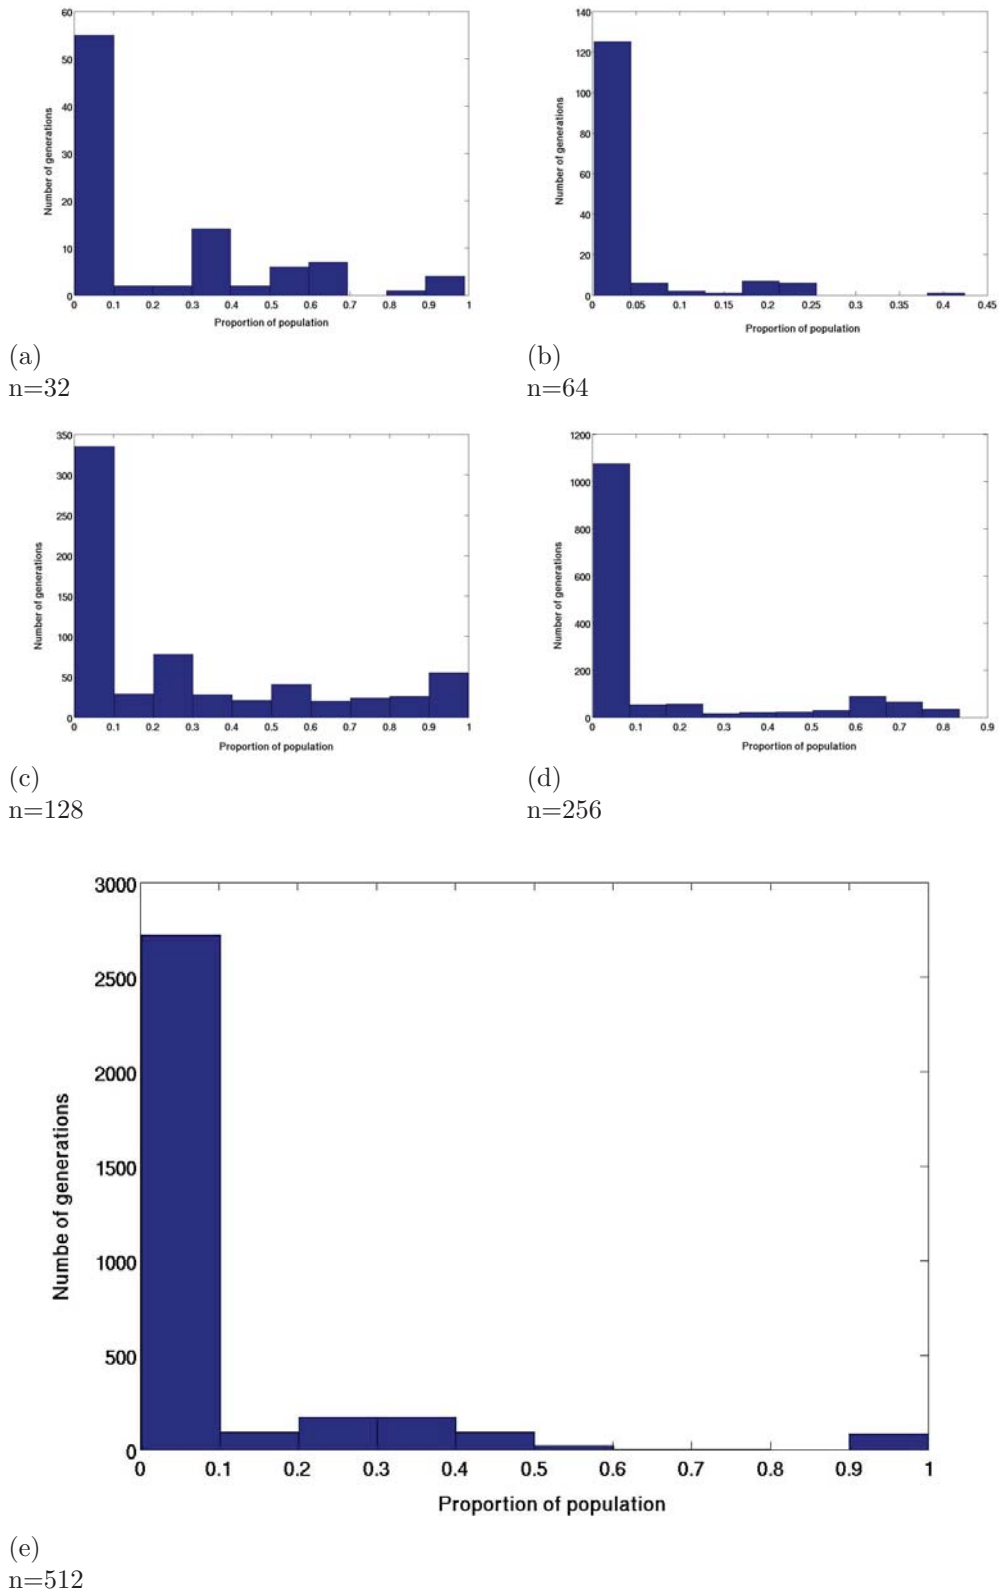 60
50
40
30
20
10
0
Number of generations
0 0.1 0.2 0.3 0.4 0.5 0.6 0.7 0.8 0.9 1
Proportion of population
(a)
n=32
140
120
100
80
60
40
20
0
Number of generations
0 0.05 0.1 0.15 0.2 0.25 0.3 0.35 0.4 0.45
Proportion of population
(b)
n=64
350
300
250
200
150
100
50
0
Number of generations
0 0.1 0.2 0.3 0.4 0.5 0.6 0.7 0.8 0.9 1
Proportion of population
(c)
n=128
1200
1000
800
600
400
200
0
Number of generations
0 0.1 0.2 0.3 0.4 0.5 0.6 0.7 0.8 0.9
Proportion of population
(d)
n=256
3000
2500
2000
1500
1000
500
0
Numbe of generations
0 0.1 0.2 0.3 0.4 0.5 0.6 0.7 0.8 0.9 1
Proportion of population
(e)
n=512